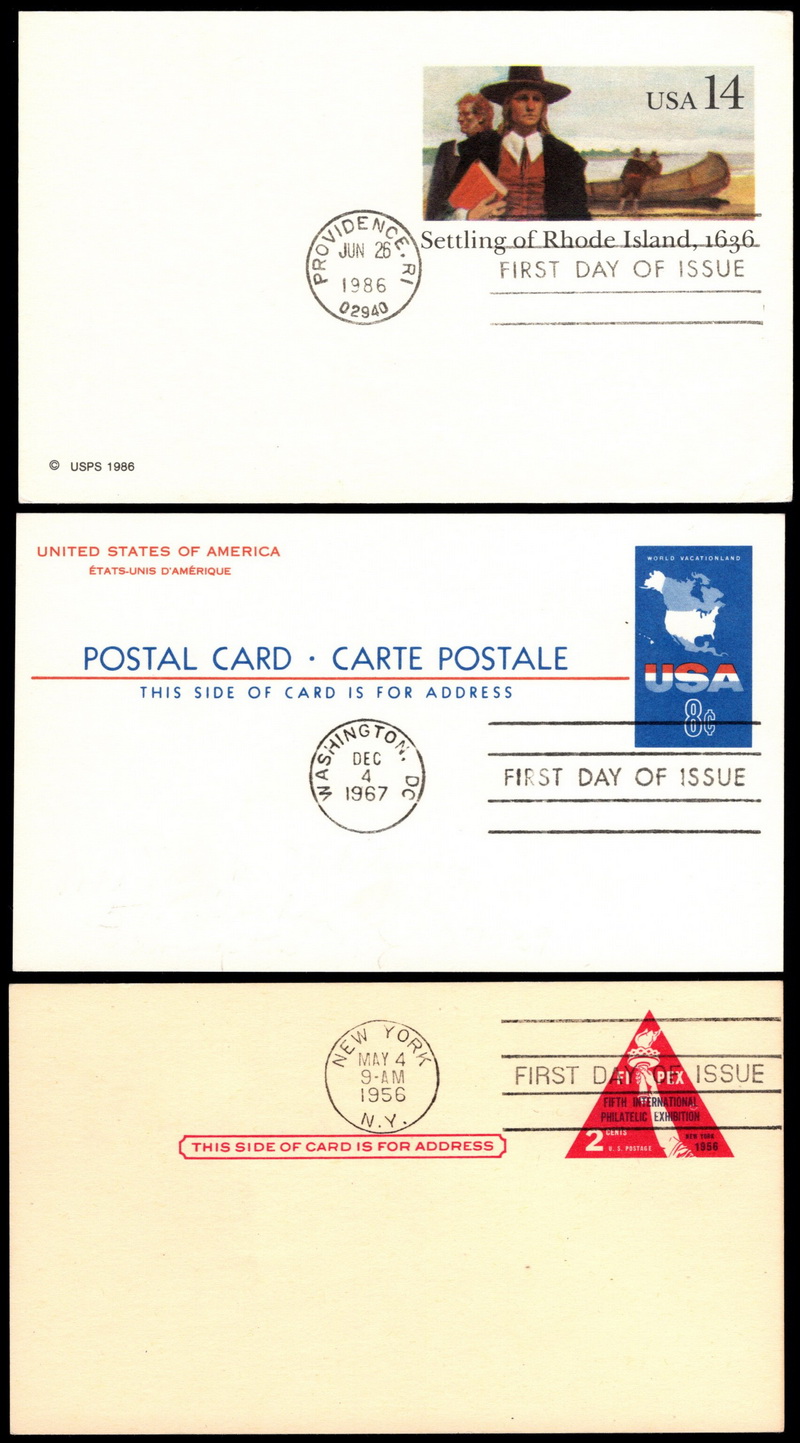 USA 14
Settling of Rhode Island, 1636
PROVIDENCE, RI
JUN 26
1986
02940
FIRST DAY OF ISSUE
© USPS 1986
UNITED STATES OF AMERICA
ÉTATS-UNIS D'AMÉRIQUE
WORLD VACATIONLAND
POSTAL CARD · CARTE POSTALE
THIS SIDE OF CARD IS FOR ADDRESS
USA
8¢
WASHINGTON, DC
DEC
4
1967
FIRST DAY OF ISSUE
NEW YORK
MAY 4
9-AM
1956
N.Y.
FIRST DAY OF ISSUE
FIPEX
FIFTH INTERNATIONAL
PHILATELIC EXHIBITION
2 CENTS
U.S. POSTAGE
NEW YORK
1956
THIS SIDE OF CARD IS FOR ADDRESS